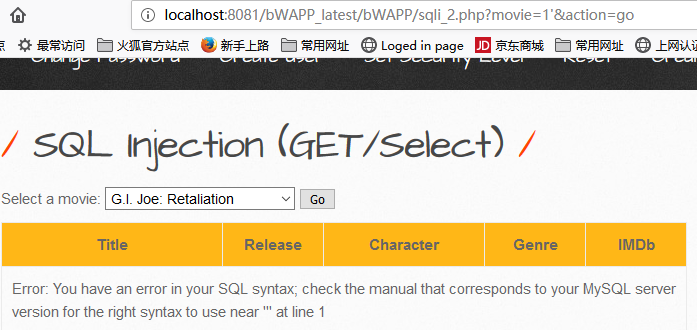 localhost:8081/bWAPP_latest/bWAPP/sqli_2.php?movie=1'&action=go
最常访问 火狐官方站点 新手上路 常用网址 Loged in page JD 京东商城 常用网址 上网认证
Change Password Create User Set Security Level Reset
/ SQL Injection (GET/Select) /
Select a movie: G.I. Joe: Retaliation Go
Title Release Character Genre IMDb
Error: You have an error in your SQL syntax; check the manual that corresponds to your MySQL server
version for the right syntax to use near ''' at line 1